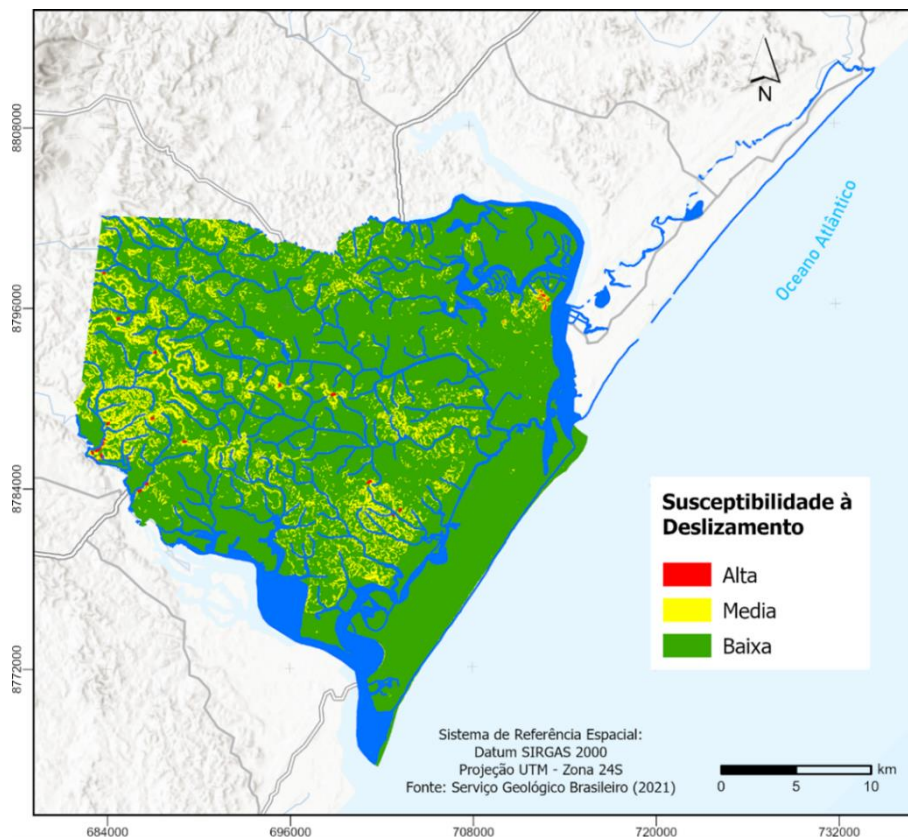 N
Oceano Atlântico
8808000
8796000
8784000
8772000
Susceptibilidade à
Deslizamento
Alta
Media
Baixa
Sistema de Referência Espacial:
Datum SIRGAS 2000
Projeção UTM - Zona 24S
Fonte: Serviço Geológico Brasileiro (2021)
km
0 5 10
684000 696000 708000 720000 732000